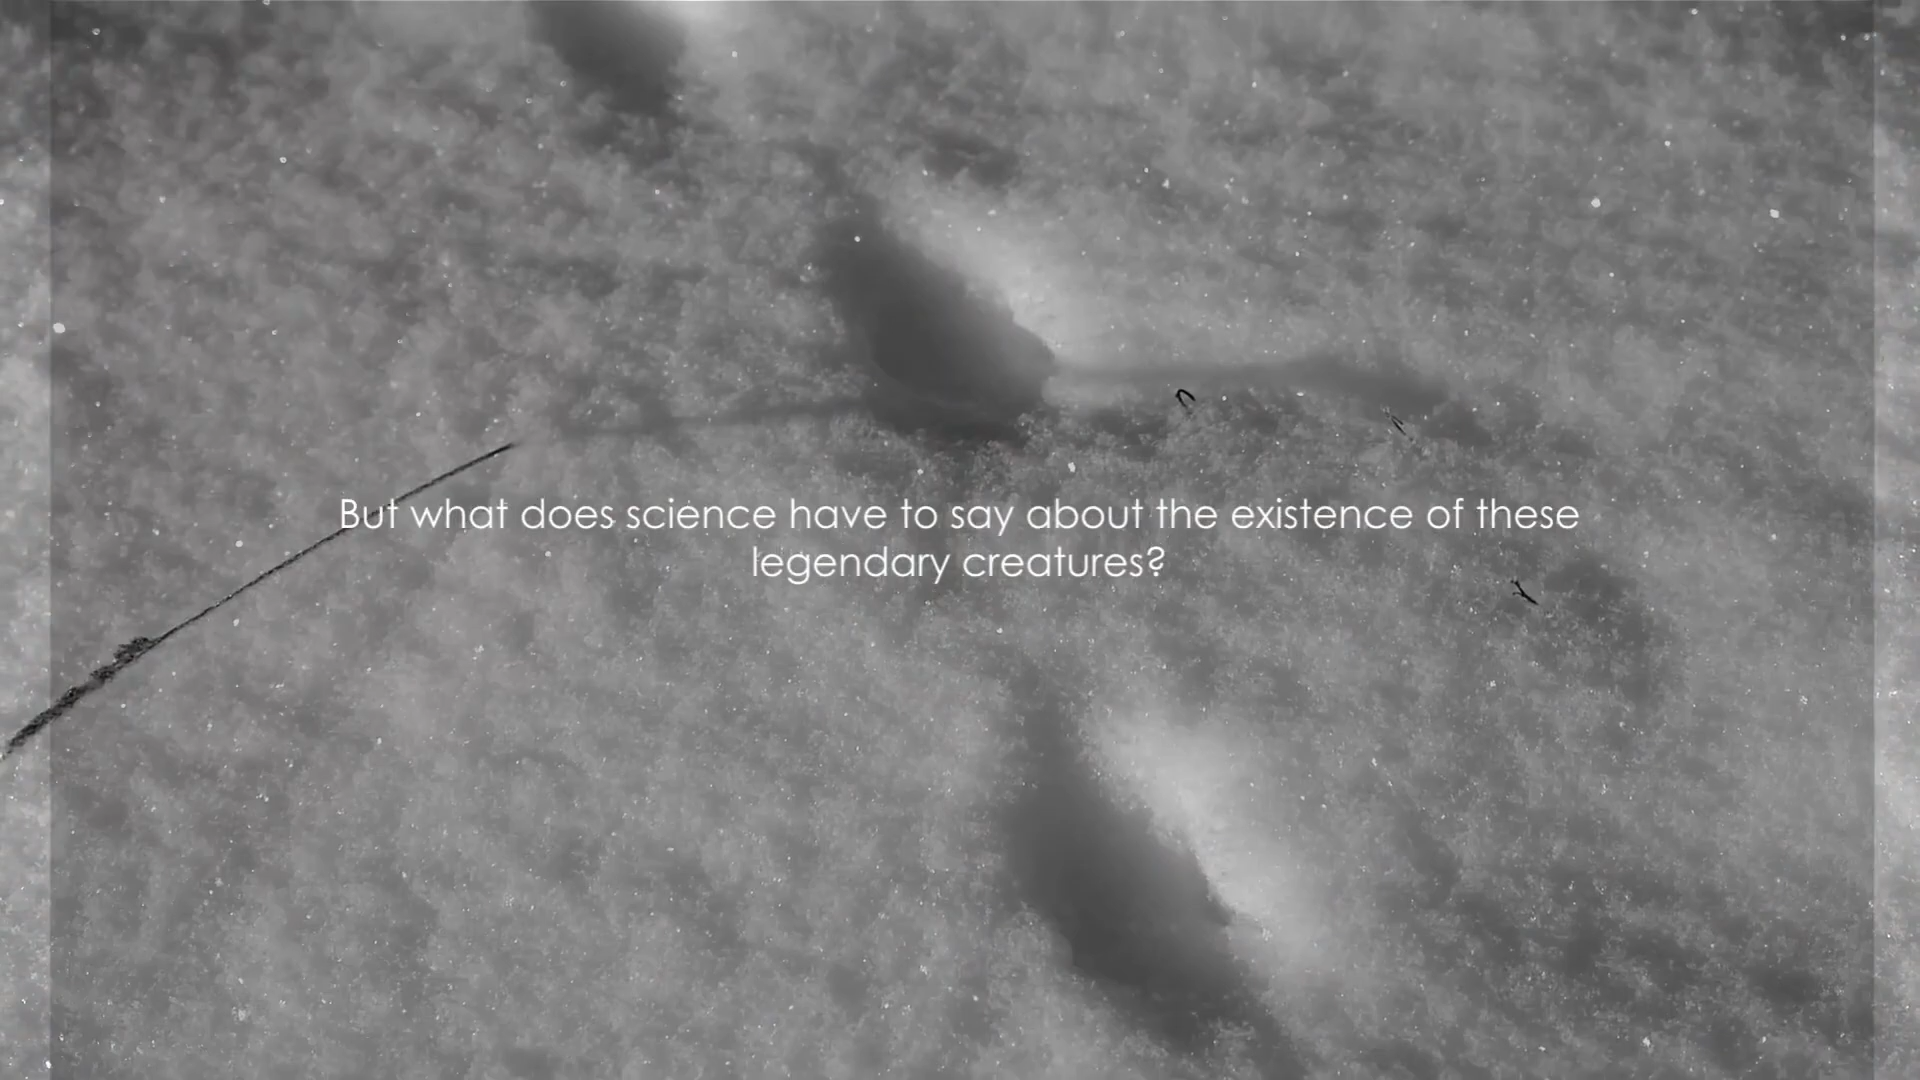 But what does science have to say about the existence of these
legendary creatures?